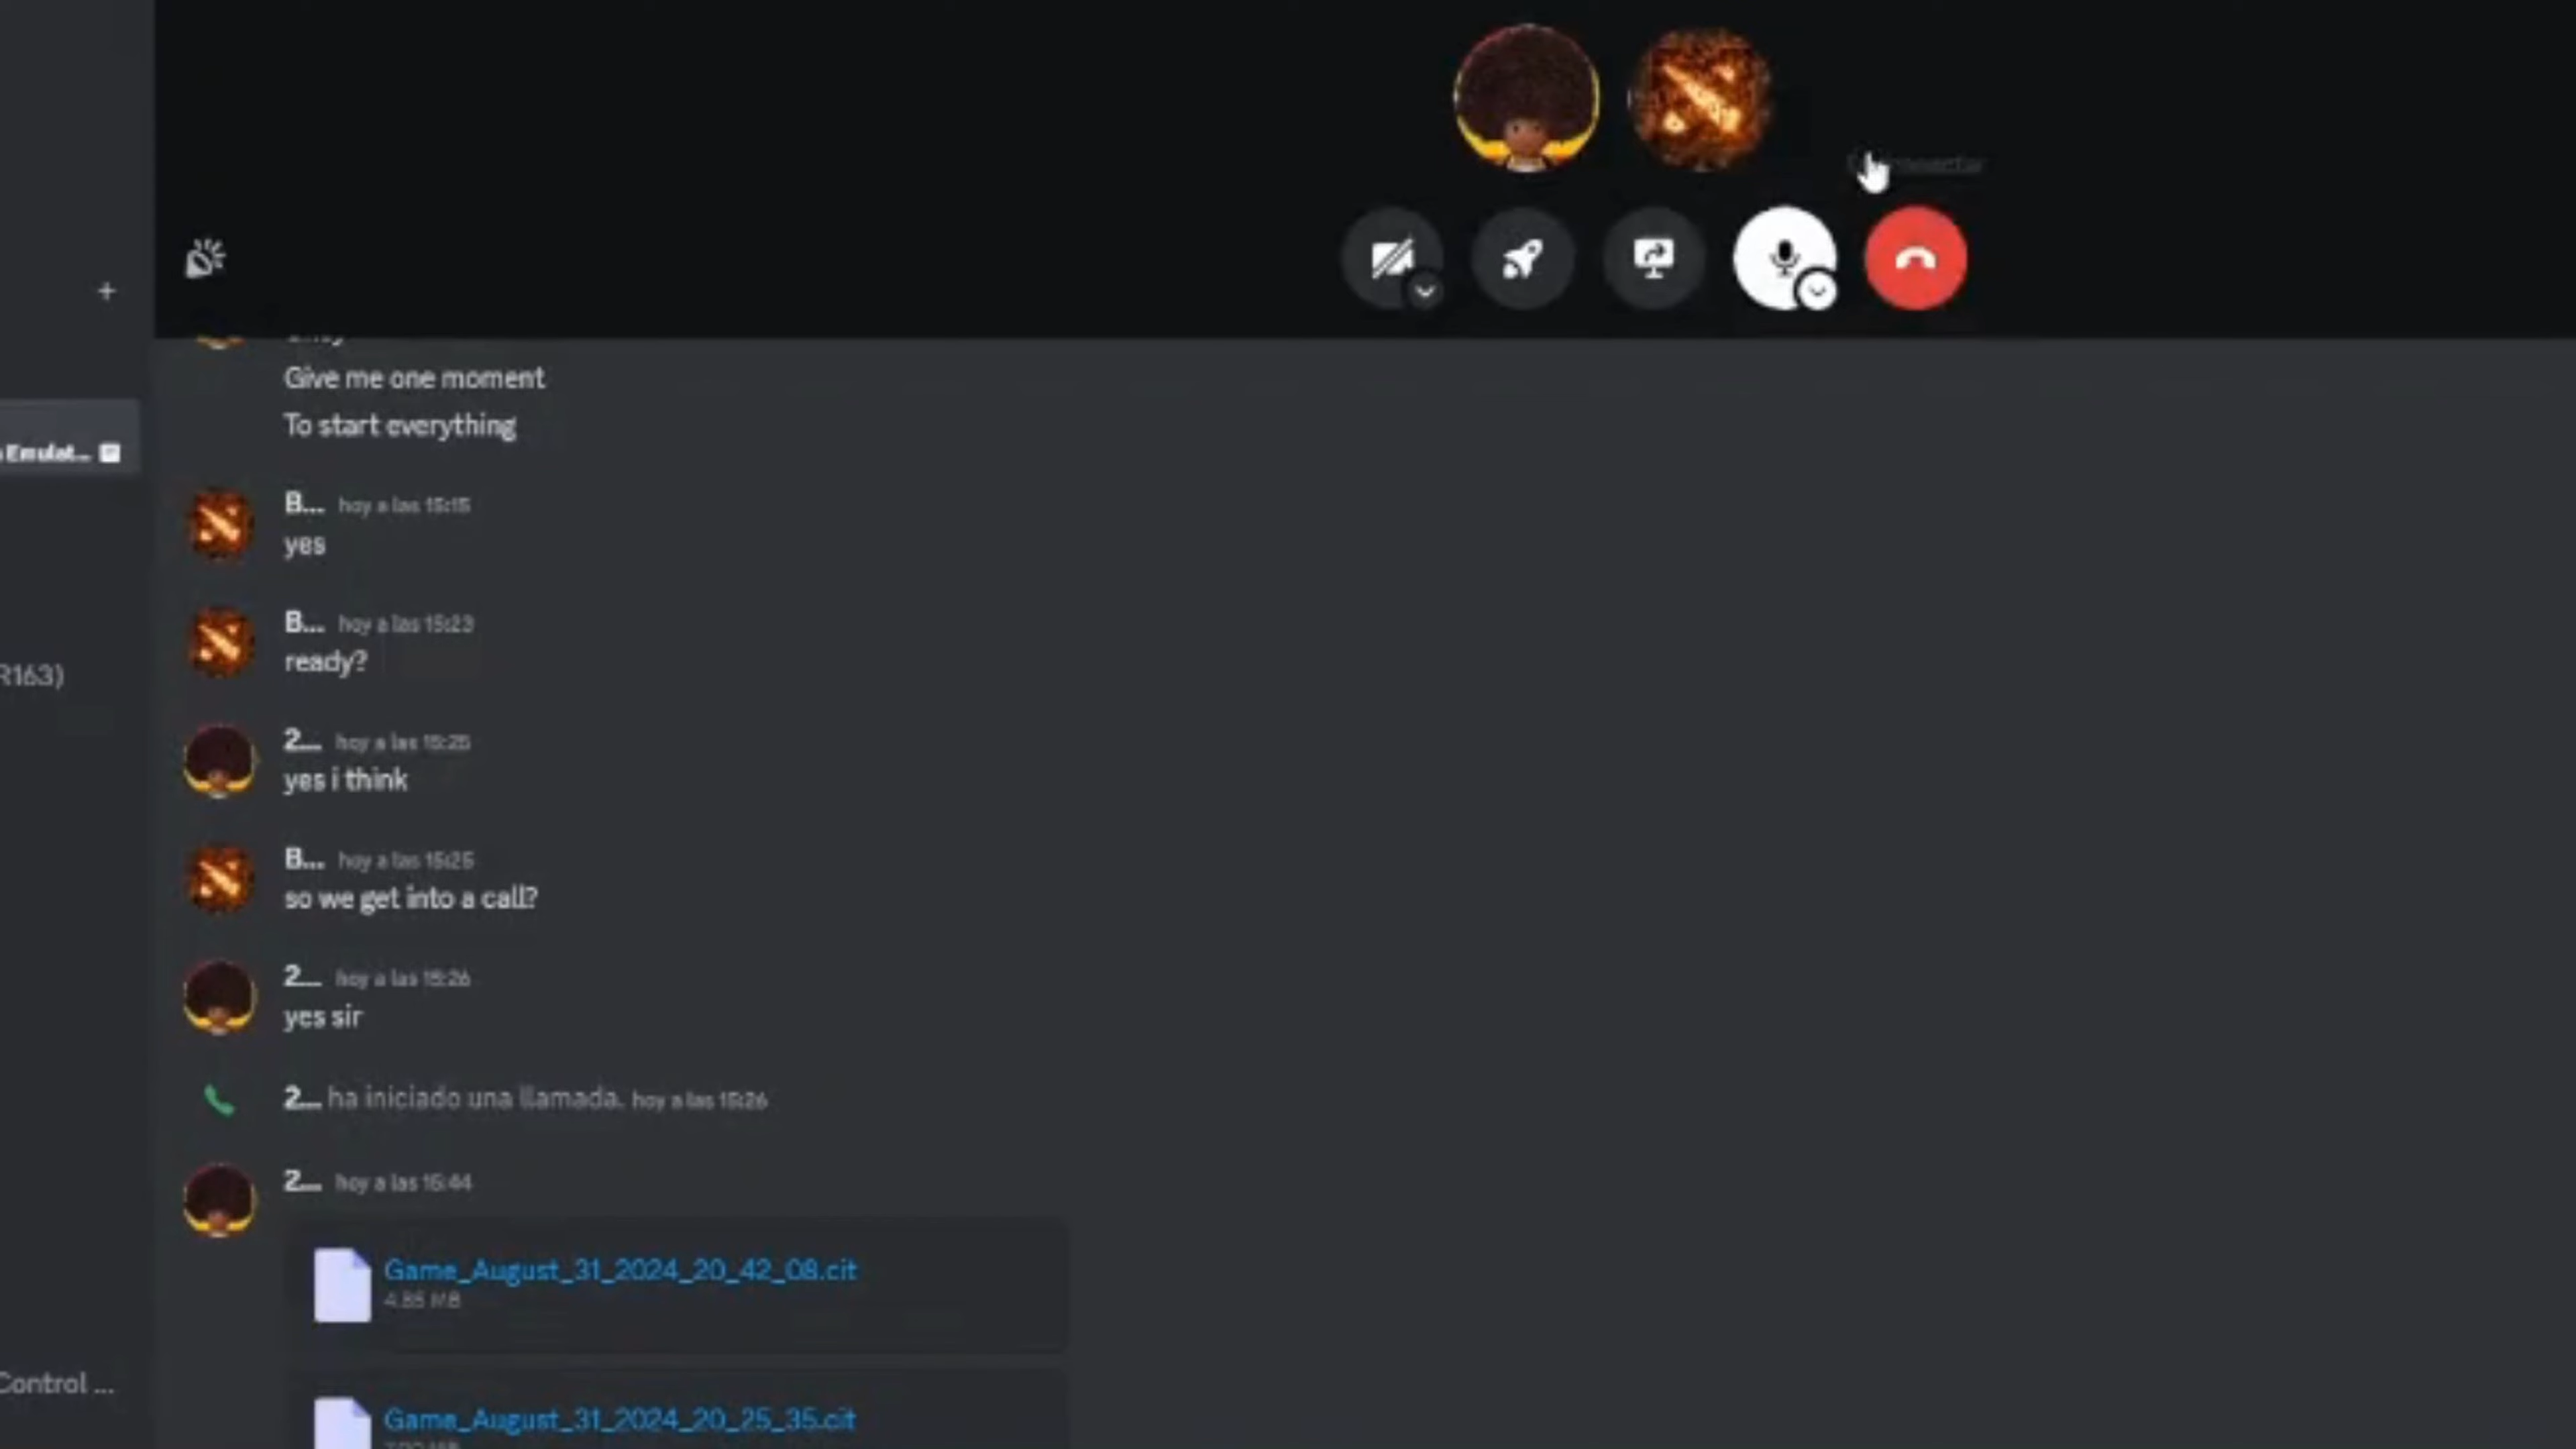 Give me one moment
To start everything
Emulat...
B... hoy a las 15:15
yes
B... hoy a las 15:23
ready?
R163)
2... hoy a las 15:25
yes i think
B... hoy a las 15:25
so we get into a call?
2... hoy a las 15:26
yes sir
2... ha iniciado una llamada. hoy a las 15:26
2... hoy a las 15:44
Game_August_31_2024_20_42_08.cit
4.85 MB
Control ...
Game_August_31_2024_20_25_35.cit